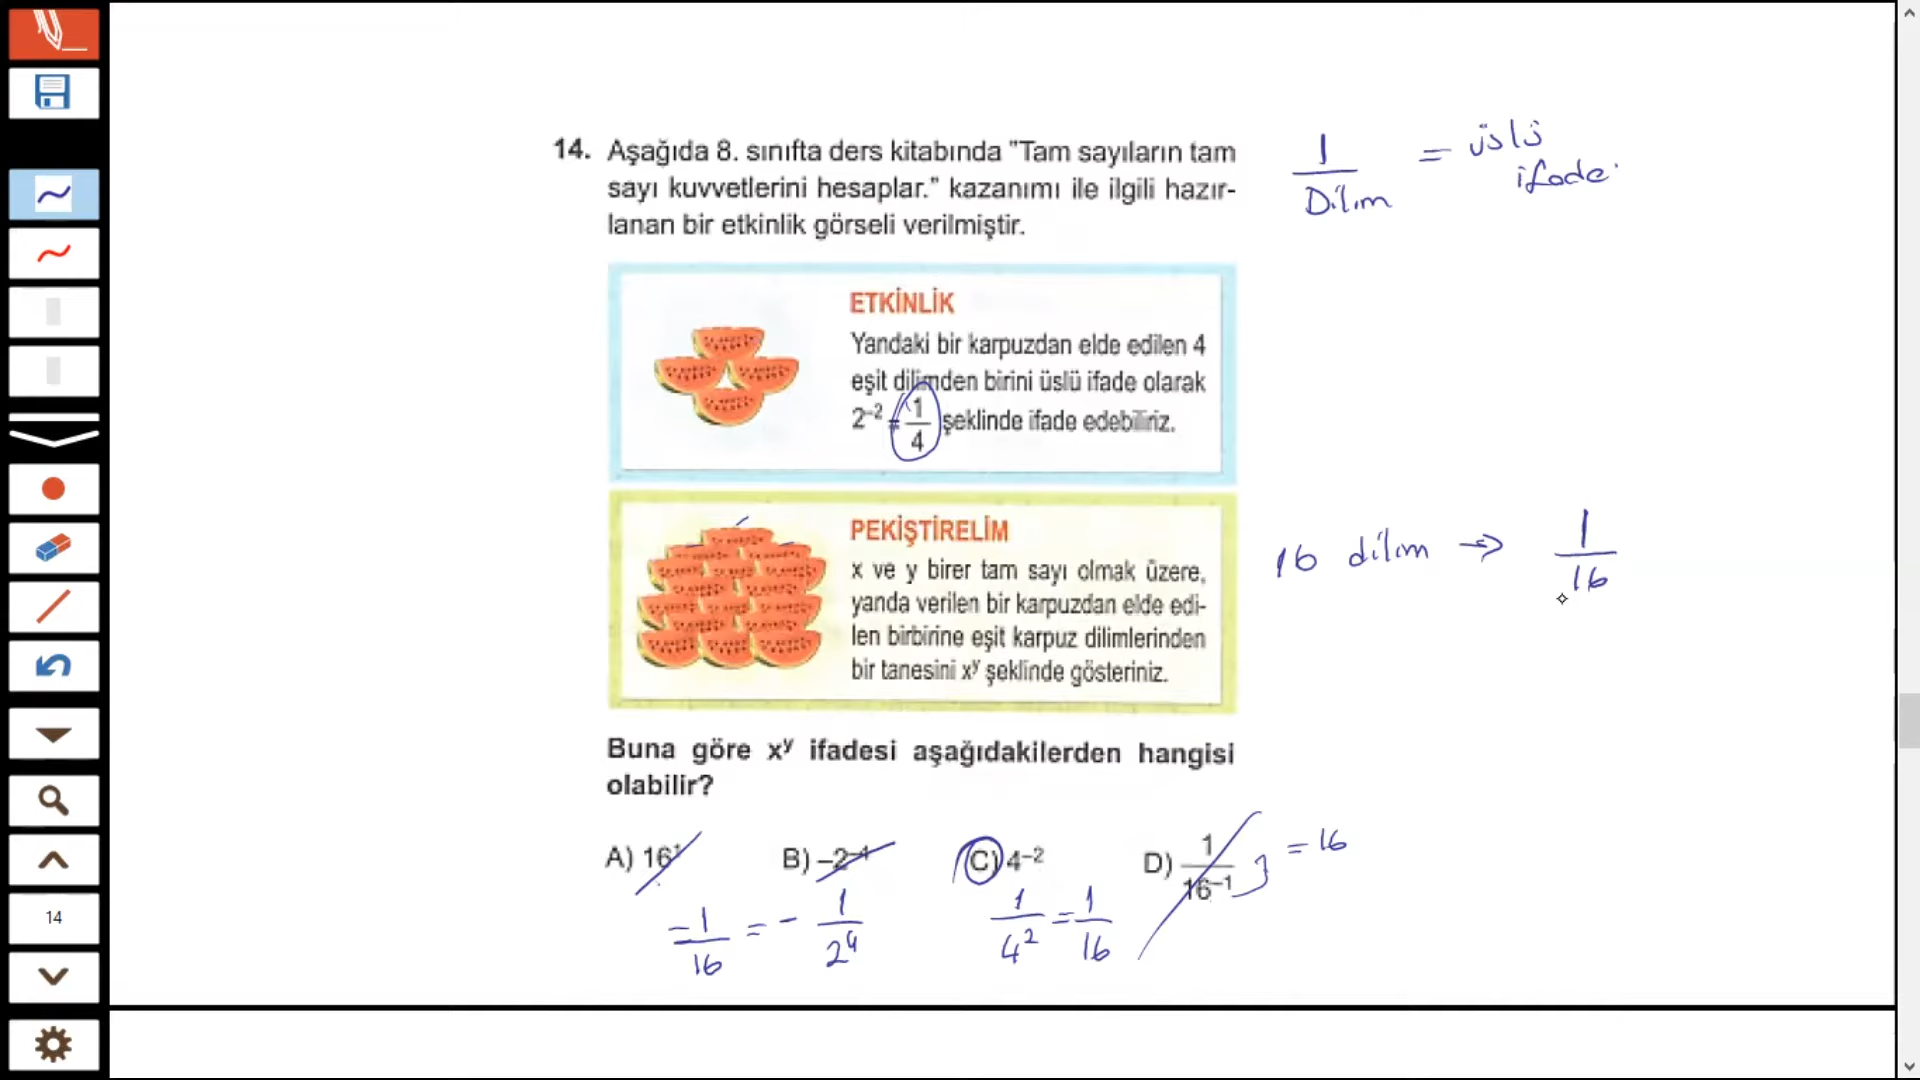 14. Aşağıda 8. sınıfta ders kitabında "Tam sayıların tam
sayı kuvvetlerini hesaplar." kazanımı ile ilgili hazır-
lanan bir etkinlik görseli verilmiştir.
1
Dilim
= üslü
ifade.
ETKİNLİK
Yandaki bir karpuzdan elde edilen 4
eşit dilimden birini üslü ifade olarak
2⁻² = 1/4 şeklinde ifade edebiliriz.
PEKİŞTİRELİM
x ve y birer tam sayı olmak üzere,
yanda verilen bir karpuzdan elde edi-
len birbirine eşit karpuz dilimlerinden
bir tanesini xʸ şeklinde gösteriniz.
16 dilim → 1/16
Buna göre xʸ ifadesi aşağıdakilerden hangisi
olabilir?
A) 16¹ B) –2⁻⁴ C) 4⁻² D) 1/16⁻¹ = 16
-1/16 = - 1/2⁴
1/4² = 1/16
14